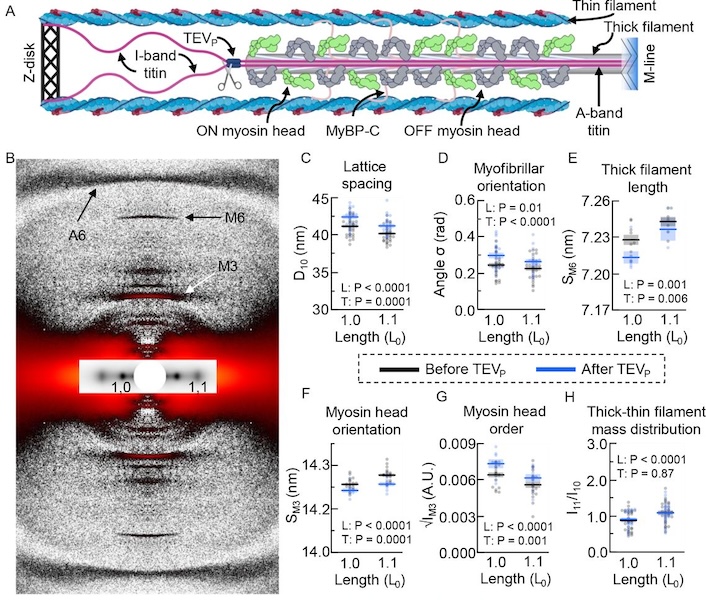 A
Z-disk
TEVP
I-band
titin
Thin filament
Thick filament
M-line
ON myosin head
MyBP-C
OFF myosin head
A-band
titin
B
A6
M6
M3
1,0
1,1
C
Lattice
spacing
D10 (nm)
45
40
35
30
L: P < 0.0001
T: P = 0.0001
1.0 1.1
Length (L0)
D
Myofibrillar
orientation
Angle σ (rad)
0.6
0.4
0.2
0.0
L: P = 0.01
T: P < 0.0001
1.0 1.1
Length (L0)
E
Thick filament
length
SM6 (nm)
7.26
7.23
7.20
7.17
L: P = 0.001
T: P = 0.006
1.0 1.1
Length (L0)
Before TEVP After TEVP
F
Myosin head
orientation
SM3 (nm)
14.3
14.2
14.0
L: P < 0.0001
T: P = 0.0001
1.0 1.1
Length (L0)
G
Myosin head
order
√IM3 (A.U.)
0.009
0.006
0.003
0.000
L: P < 0.0001
T: P = 0.001
1.0 1.1
Length (L0)
H
Thick-thin filament
mass distribution
I11/I10
3.0
2.0
1.0
0.0
L: P < 0.0001
T: P = 0.87
1.0 1.1
Length (L0)